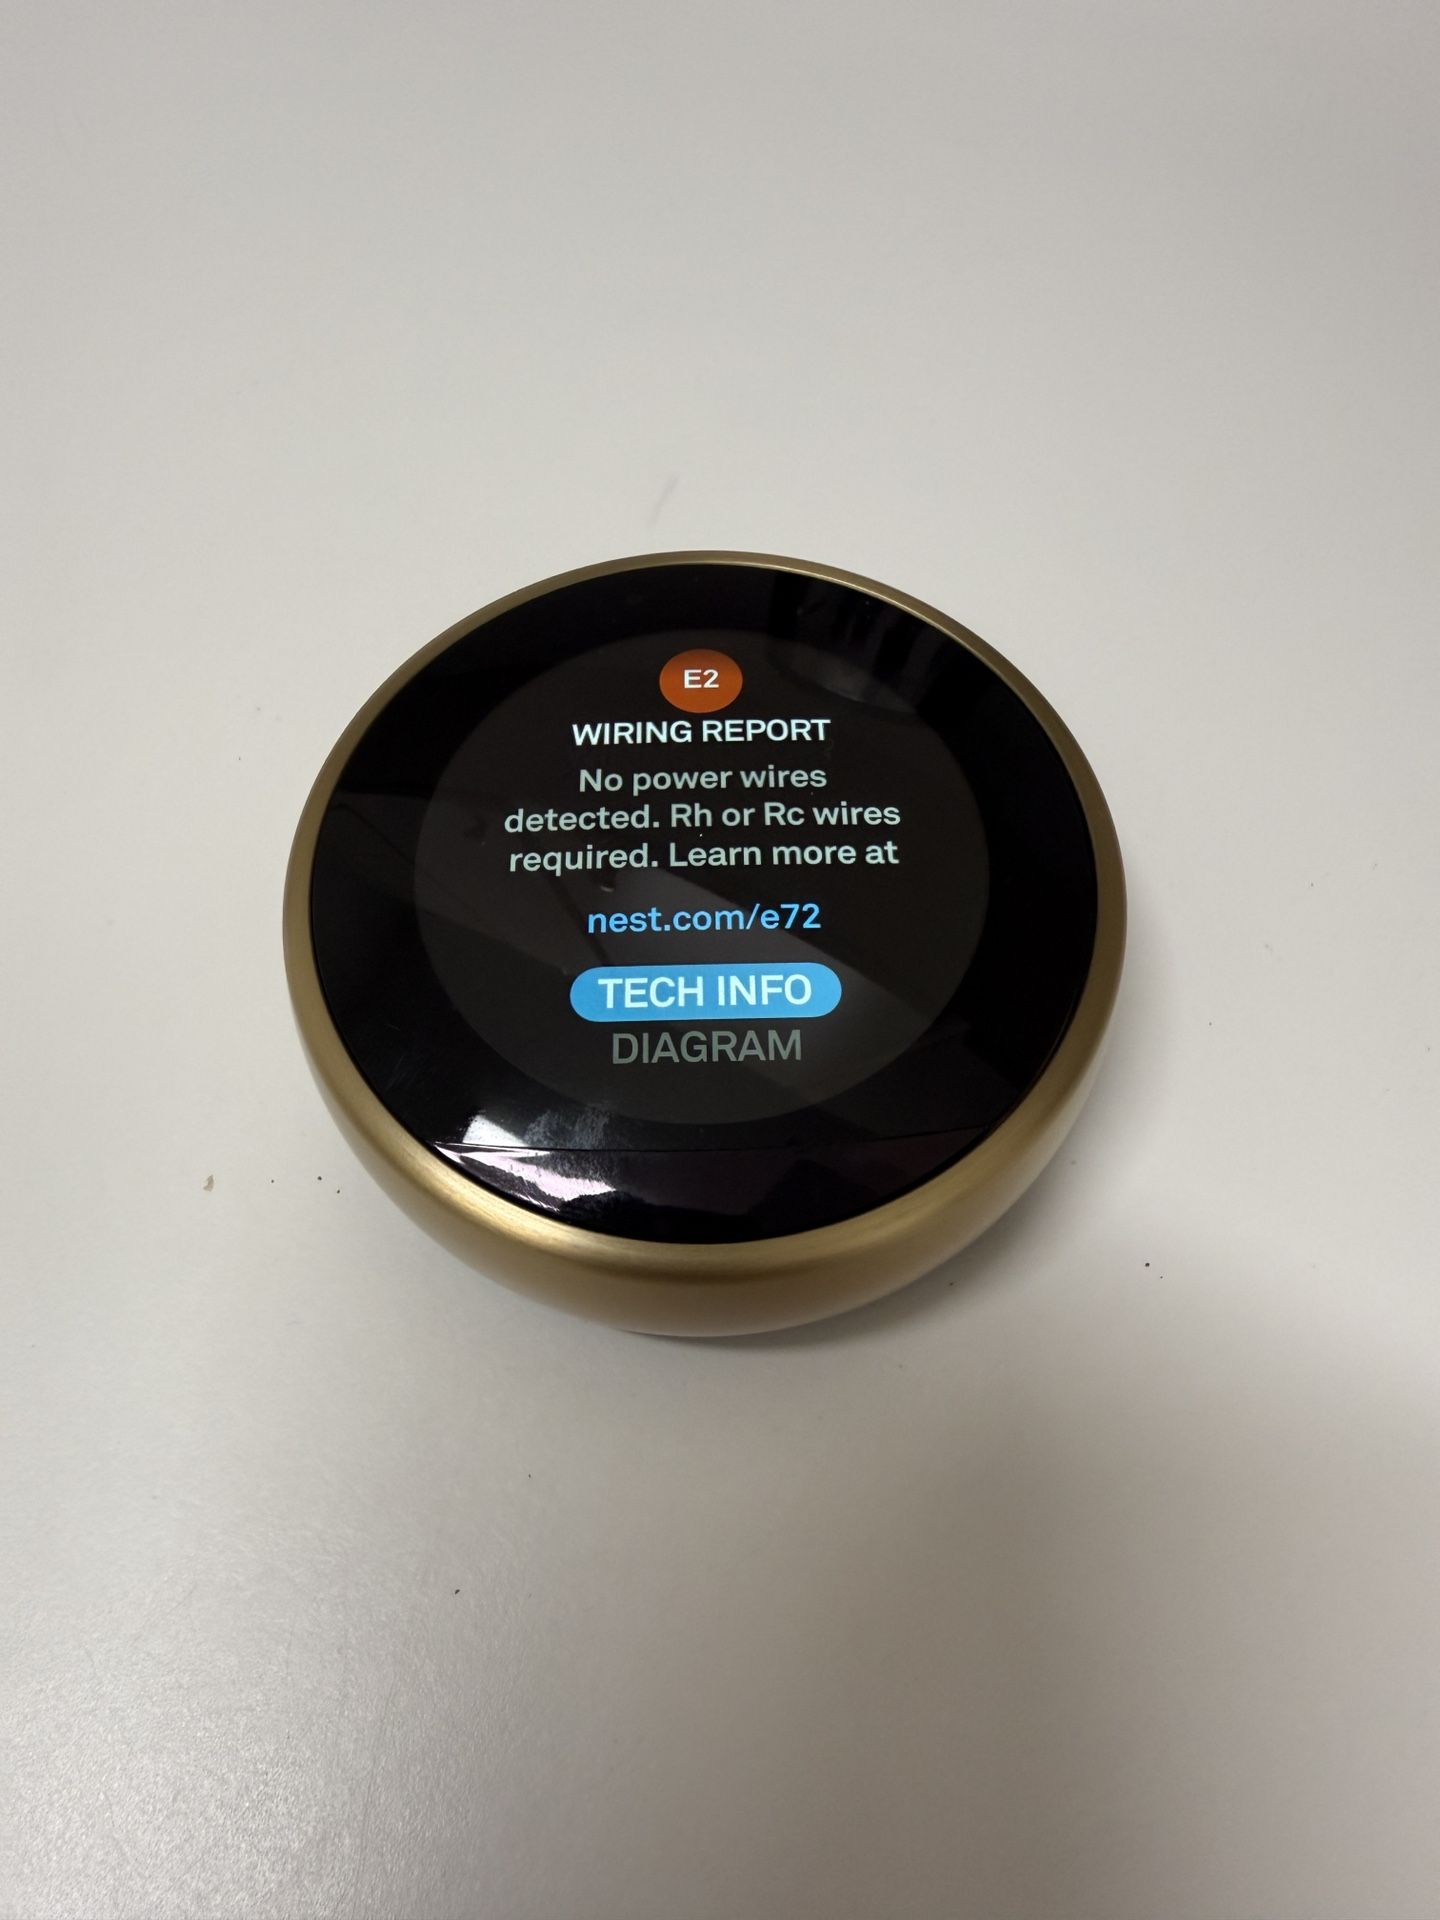 E2
WIRING REPORT
No power wires
detected. Rh or Rc wires
required. Learn more at
nest.com/e72
TECH INFO
DIAGRAM